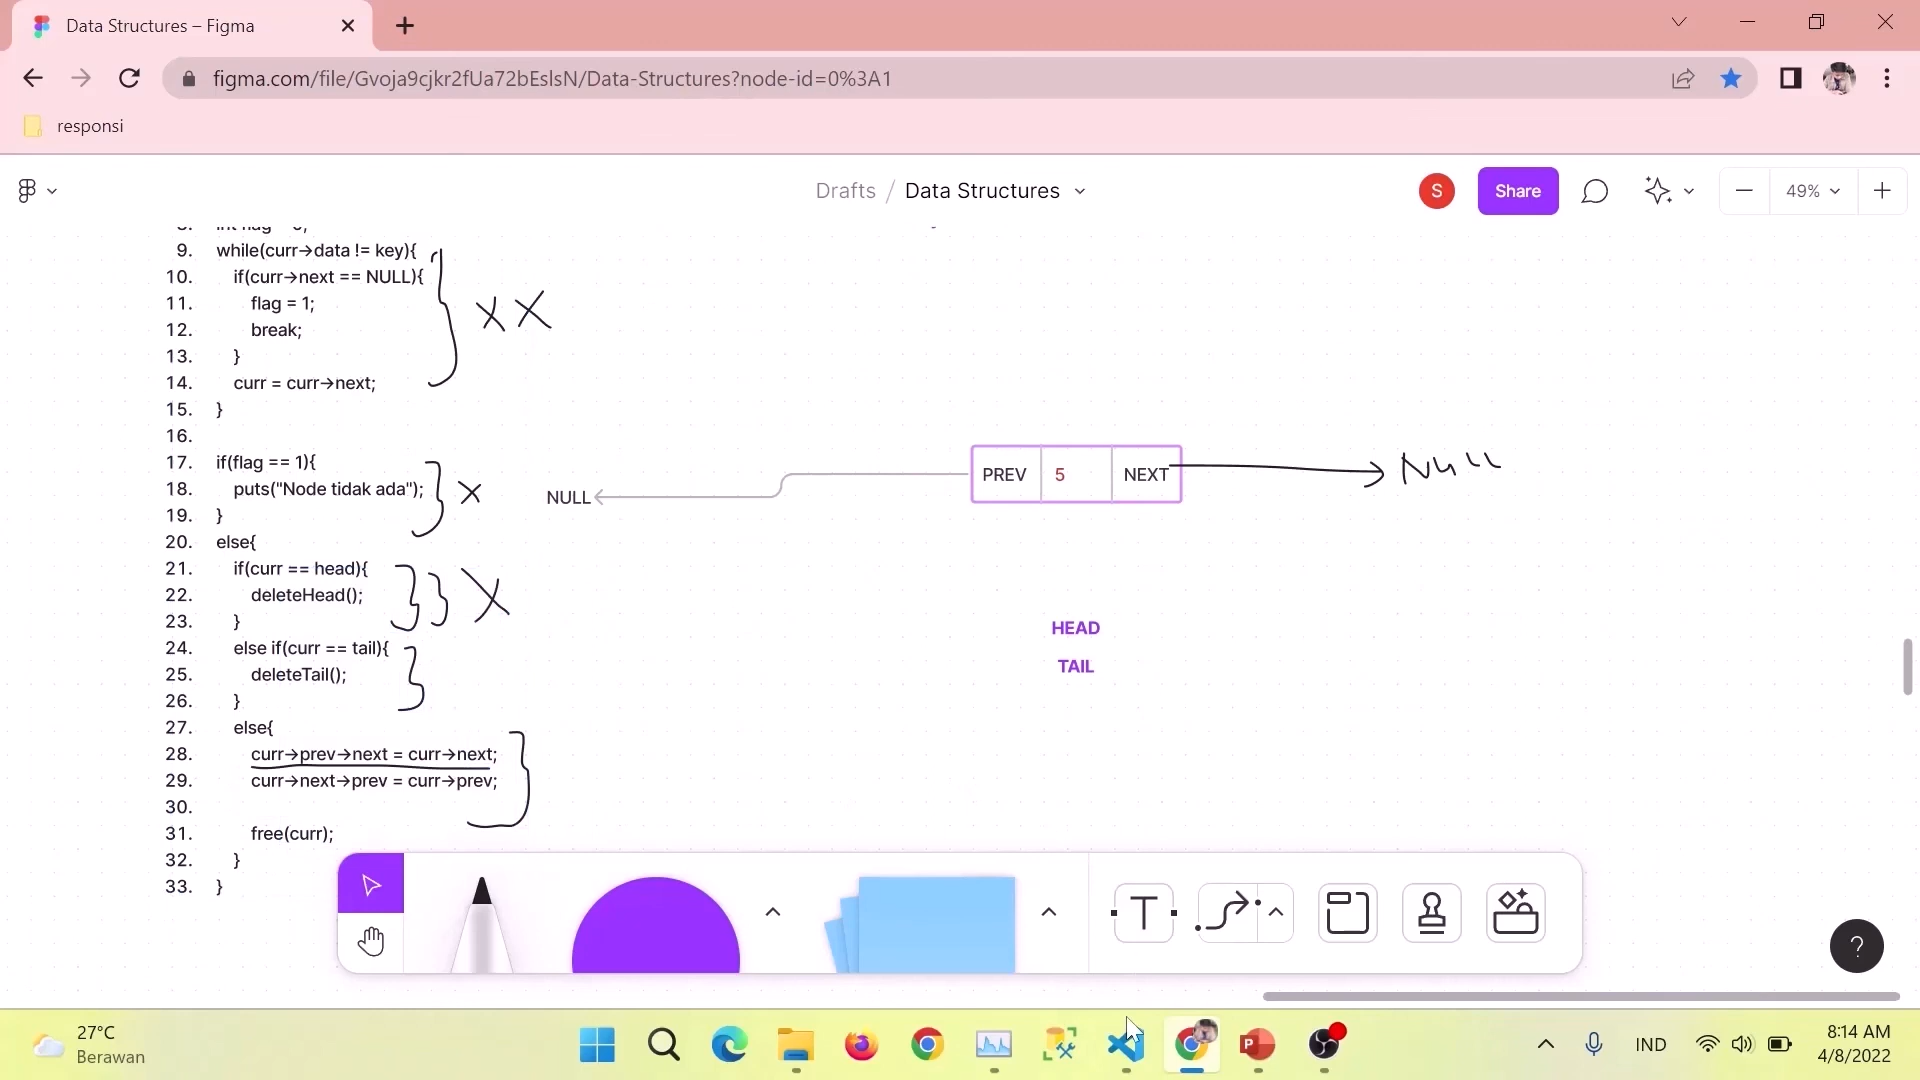 Data Structures – Figma
figma.com/file/Gvoja9cjkr2fUa72bEslsN/Data-Structures?node-id=0%3A1
responsi
Drafts / Data Structures
S
Share
49%
9. while(curr→data != key){
10. if(curr→next == NULL){
11. flag = 1;
12. break;
13. }
14. curr = curr→next;
15. }
16.
17. if(flag == 1){
18. puts("Node tidak ada");
19. }
20. else{
21. if(curr == head){
22. deleteHead();
23. }
24. else if(curr == tail){
25. deleteTail();
26. }
27. else{
28. curr→prev→next = curr→next;
29. curr→next→prev = curr→prev;
30.
31. free(curr);
32. }
33. }
X X
X
X
NULL
PREV 5 NEXT
Null
HEAD
TAIL
T
?
27°C
Berawan
IND
8:14 AM
4/8/2022